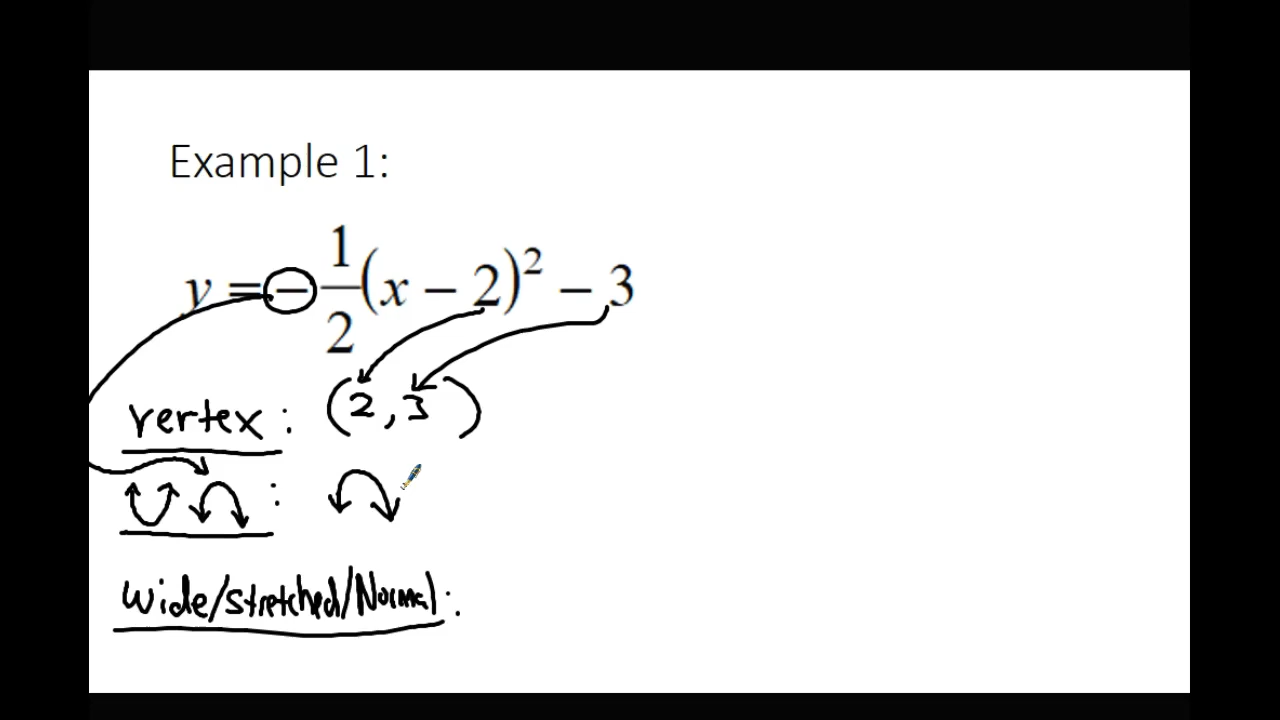 Example 1:
y = −1/2(x − 2)² − 3
vertex: (2, 3)
:
Wide/stretched/Normal: